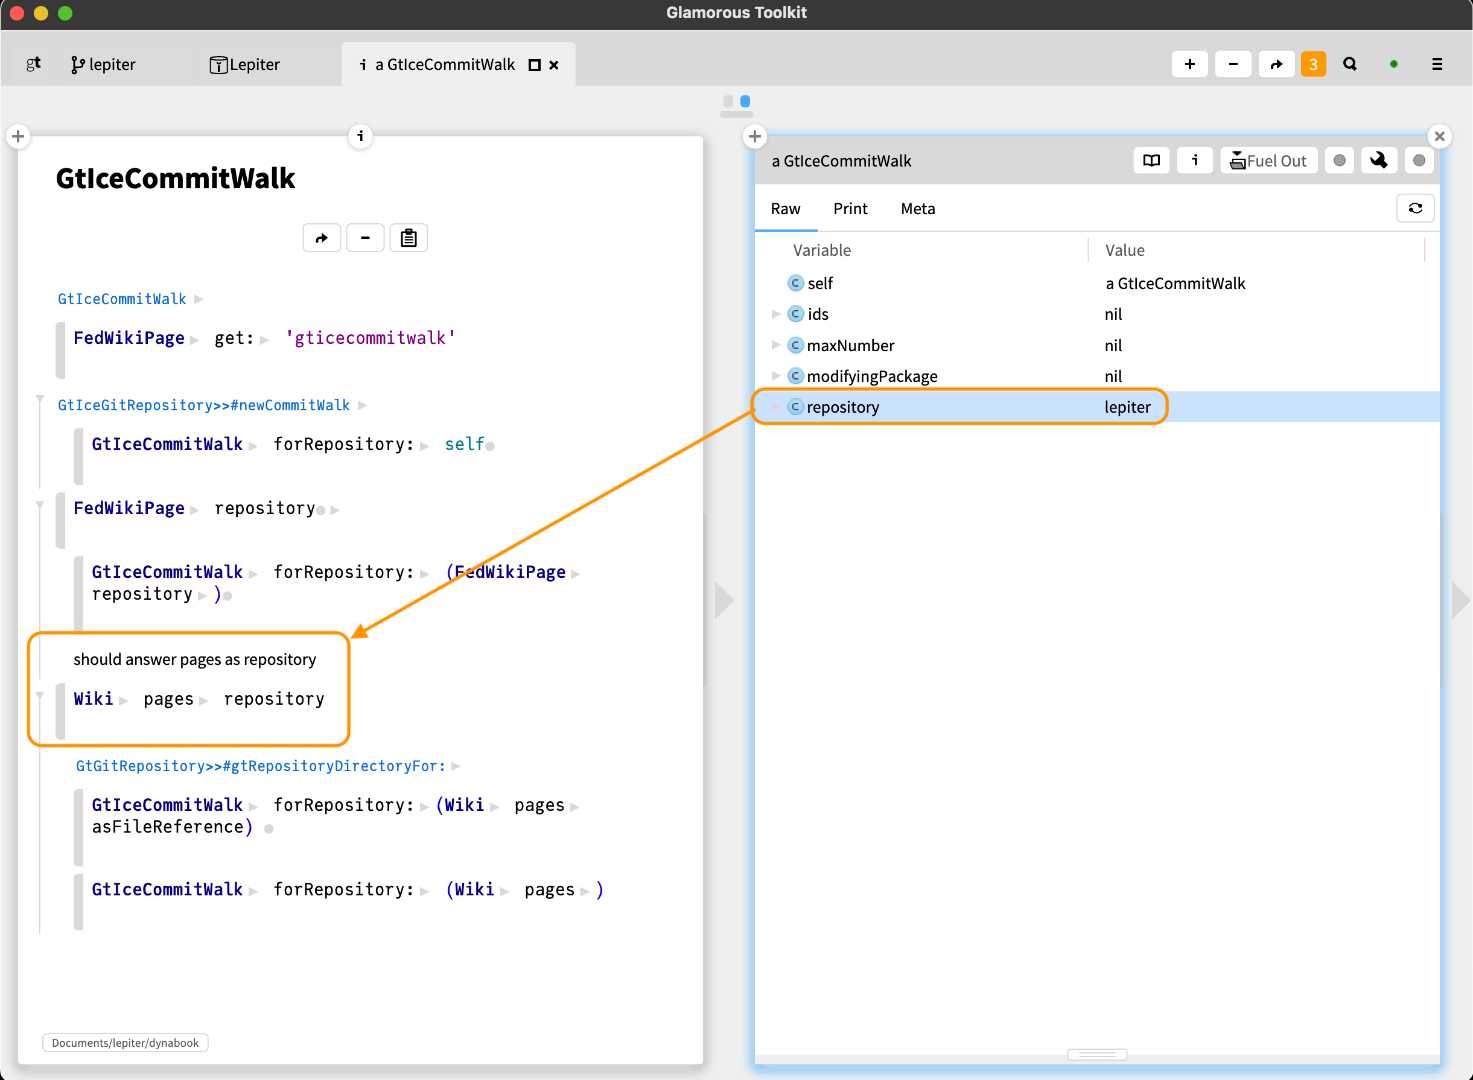 Glamorous Toolkit
gt
lepiter
Lepiter
i a GtIceCommitWalk
3
i
GtIceCommitWalk
GtIceCommitWalk
FedWikiPage get: 'gticecommitwalk'
GtIceGitRepository>>#newCommitWalk
GtIceCommitWalk forRepository: self
FedWikiPage repository
GtIceCommitWalk forRepository: (FedWikiPage
repository )
should answer pages as repository
Wiki pages repository
GtGitRepository>>#gtRepositoryDirectoryFor:
GtIceCommitWalk forRepository: (Wiki pages
asFileReference)
GtIceCommitWalk forRepository: (Wiki pages )
Documents/lepiter/dynabook
a GtIceCommitWalk
i
Fuel Out
Raw Print Meta
Variable Value
C self a GtIceCommitWalk
C ids nil
C maxNumber nil
C modifyingPackage nil
C repository lepiter